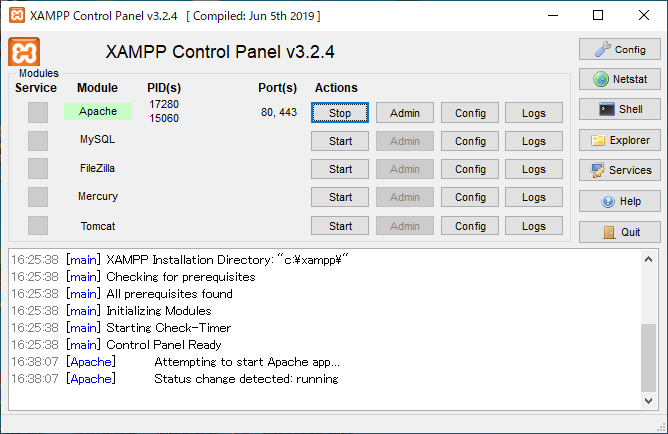 XAMPP Control Panel v3.2.4 [ Compiled: Jun 5th 2019 ]
XAMPP Control Panel v3.2.4
Config
Modules
Service Module PID(s) Port(s) Actions
Netstat
Apache 17280 15060 80, 443 Stop Admin Config Logs
Shell
MySQL Start Admin Config Logs
Explorer
FileZilla Start Admin Config Logs
Services
Mercury Start Admin Config Logs
Help
Tomcat Start Admin Config Logs
Quit
16:25:38 [main] XAMPP Installation Directory: "c:¥xampp¥"
16:25:38 [main] Checking for prerequisites
16:25:38 [main] All prerequisites found
16:25:38 [main] Initializing Modules
16:25:38 [main] Starting Check-Timer
16:25:38 [main] Control Panel Ready
16:38:07 [Apache] Attempting to start Apache app...
16:38:07 [Apache] Status change detected: running